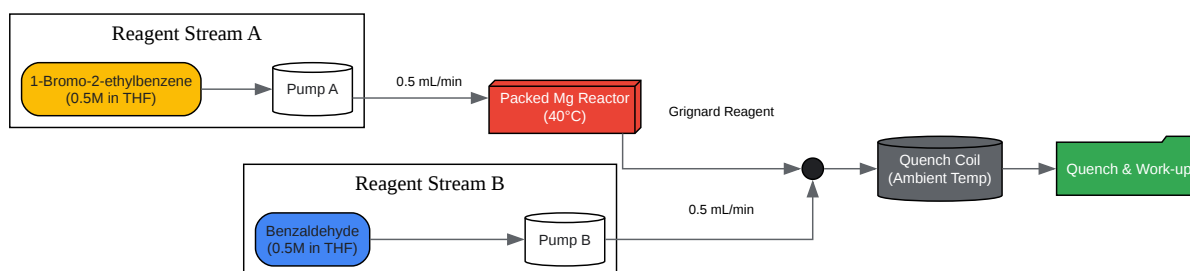 Reagent Stream A
1-Bromo-2-ethylbenzene
(0.5M in THF)
Pump A
0.5 mL/min
Packed Mg Reactor
(40°C)
Grignard Reagent
Quench Coil
(Ambient Temp)
Quench & Work-up
Reagent Stream B
Benzaldehyde
(0.5M in THF)
Pump B
0.5 mL/min